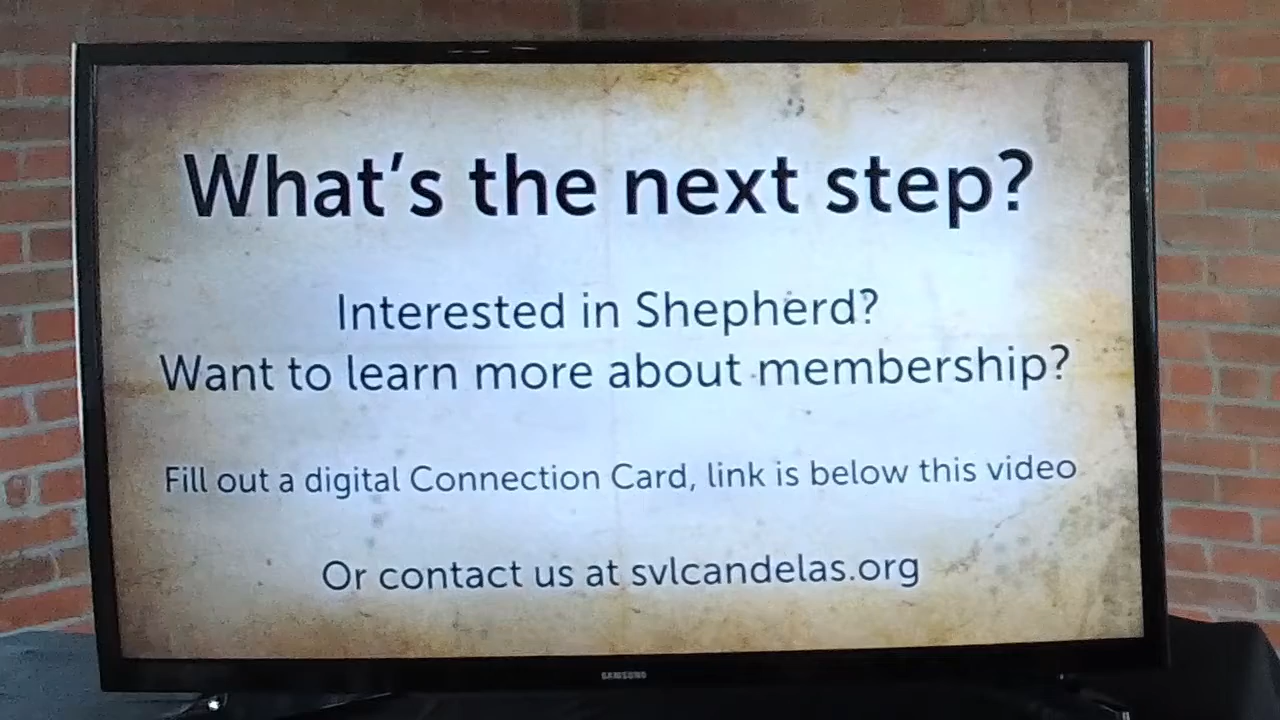 What's the next step?
Interested in Shepherd?
Want to learn more about membership?
Fill out a digital Connection Card, link is below this video
Or contact us at svlcandelas.org
SAMSUNG